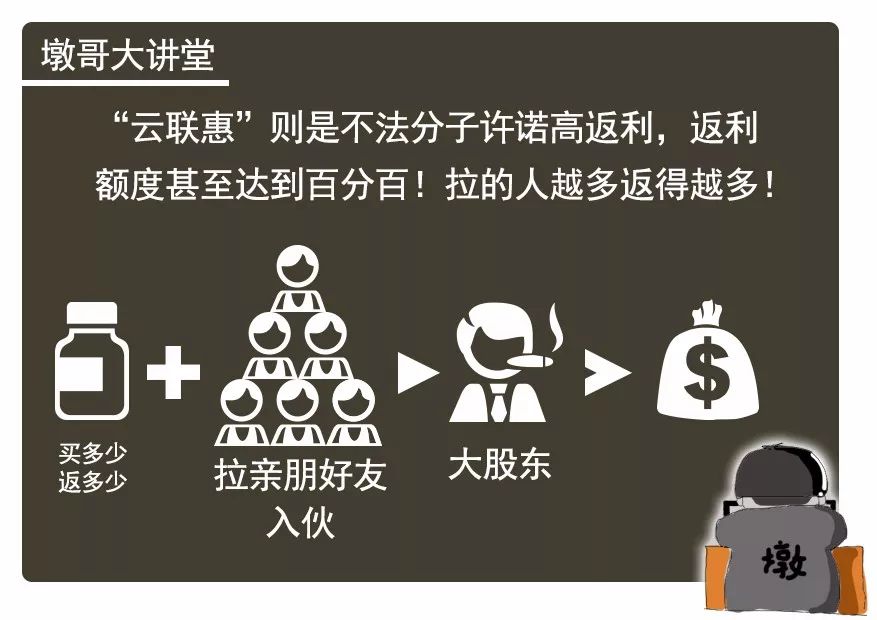 墩哥大讲堂
“云联惠”则是不法分子许诺高返利，返利
额度甚至达到百分百！拉的人越多返得越多！
买多少
返多少
拉亲朋好友
入伙
大股东
$
墩